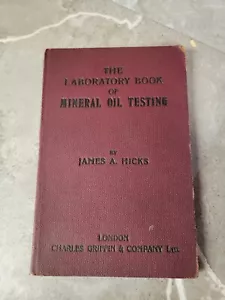 THE
LABORATORY BOOK
OF
MINERAL OIL TESTING
BY
JAMES A. HICKS
LONDON
CHARLES GRIFFIN & COMPANY LTD.